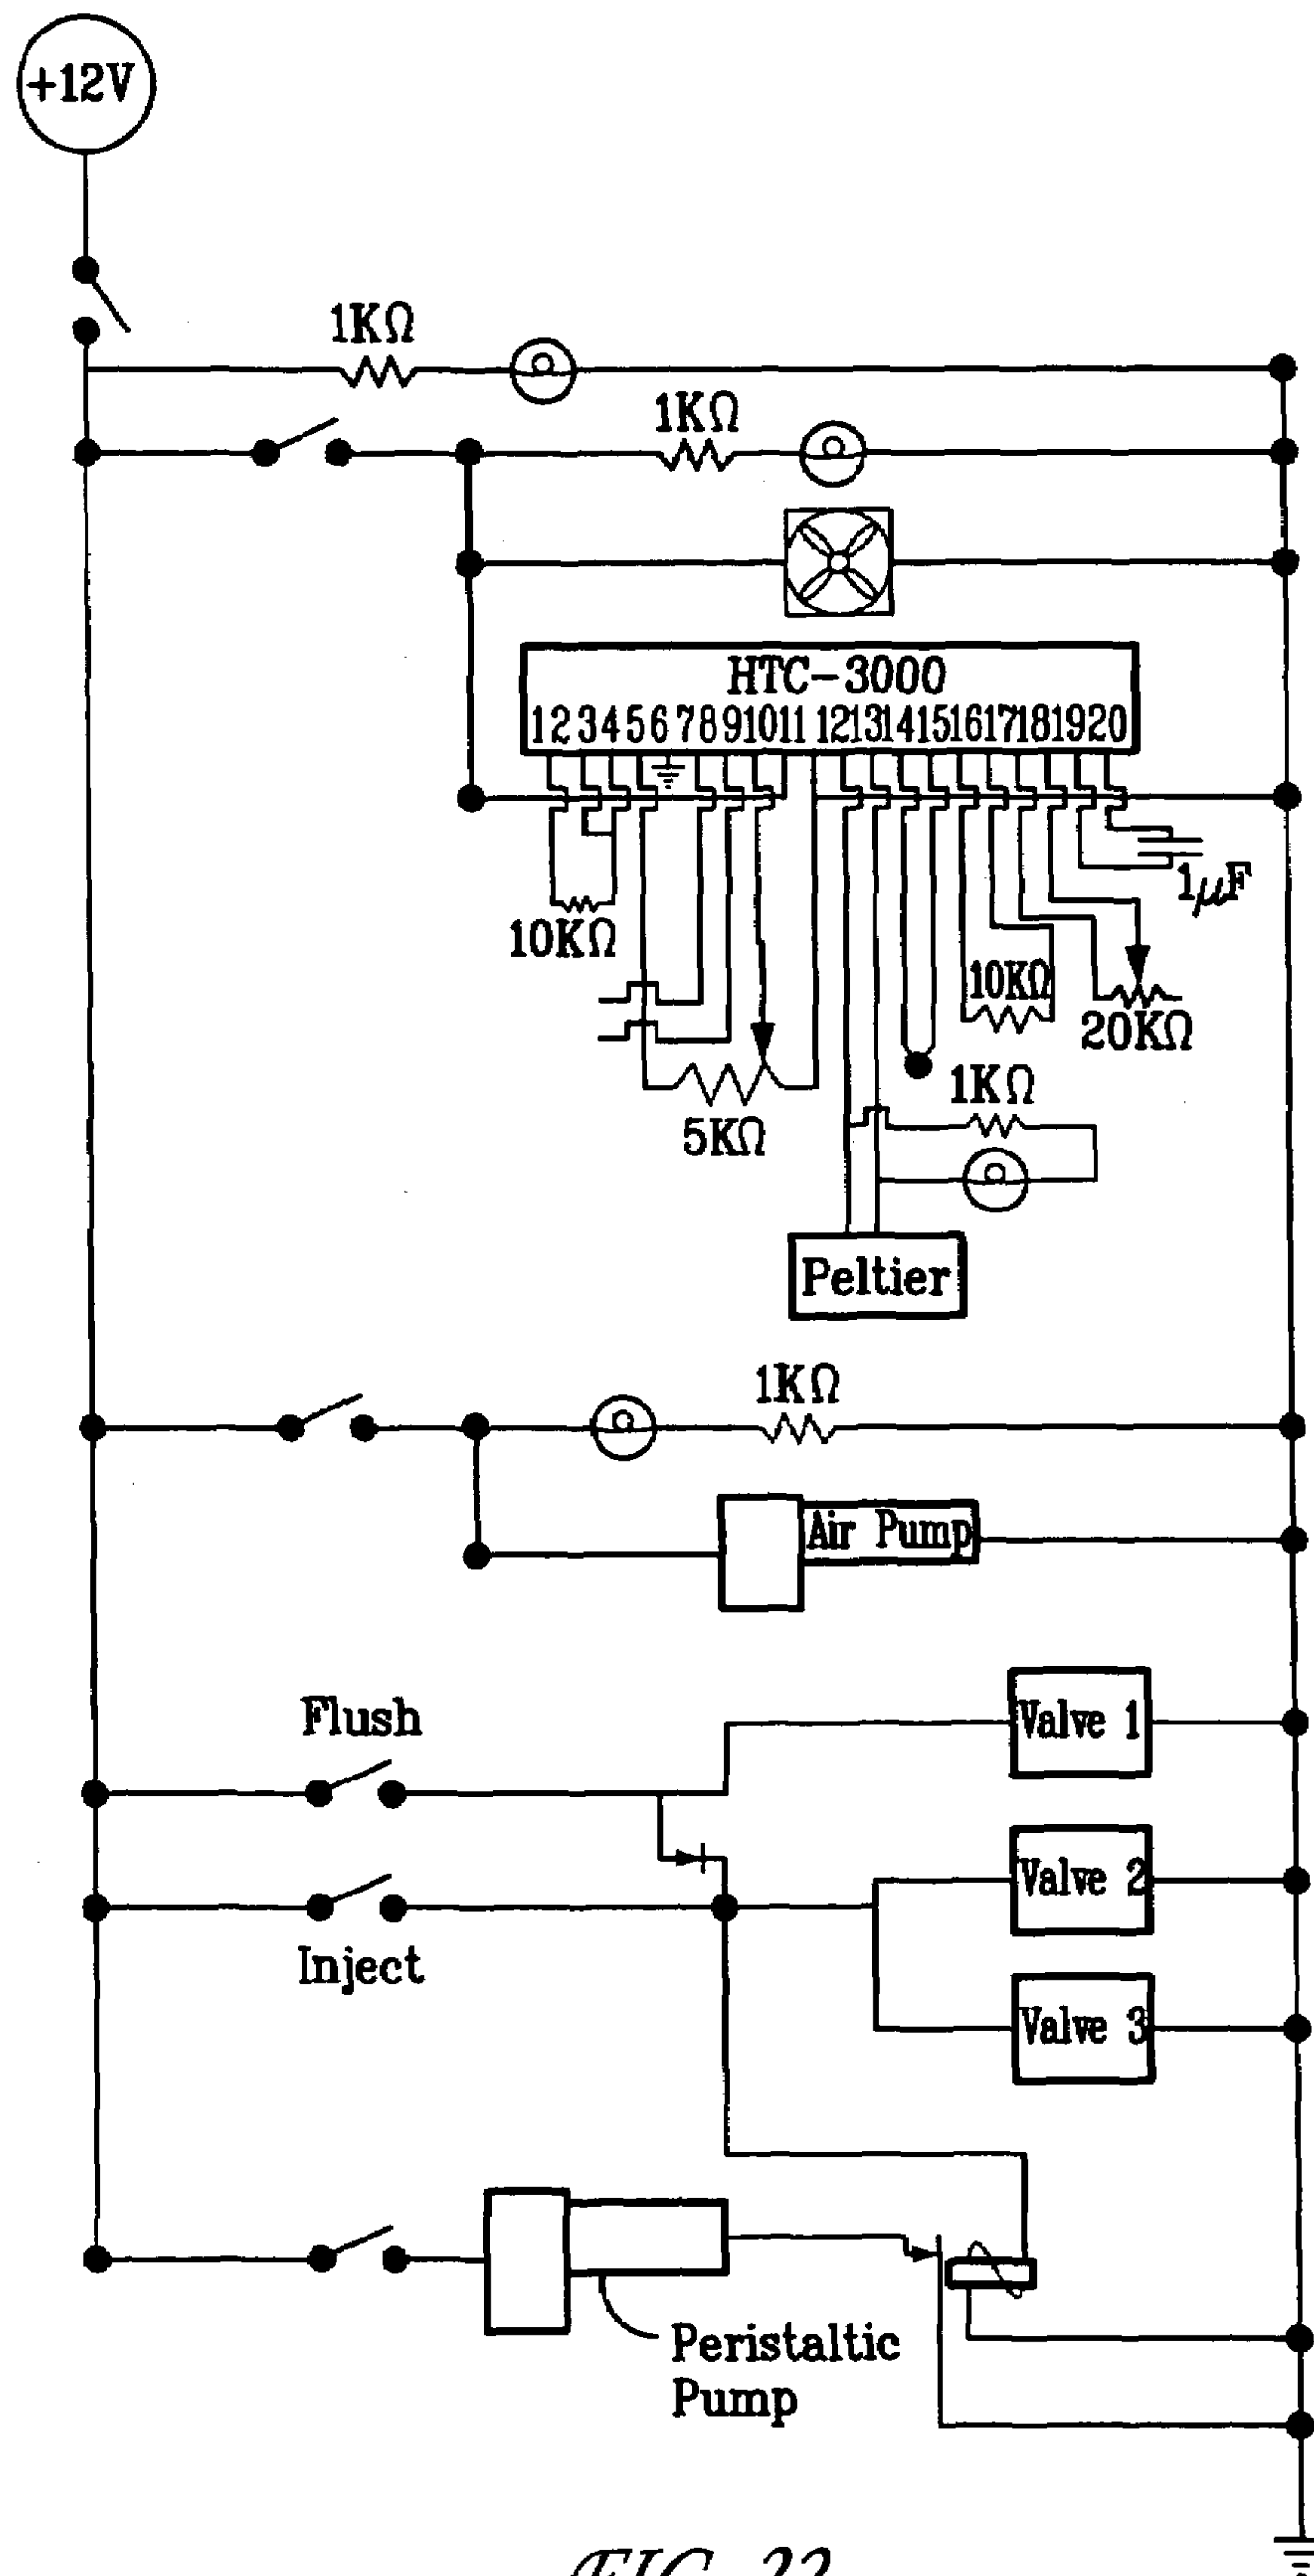 +12V
1KΩ
1KΩ
HTC-3000
1 2 3 4 5 6 7 8 9 10 11 12 13 14 15 16 17 18 19 20
1μF
10KΩ
10KΩ
20KΩ
1KΩ
5KΩ
Peltier
1KΩ
Air Pump
Flush
Valve 1
Valve 2
Inject
Valve 3
Peristaltic
Pump
FIG. 22